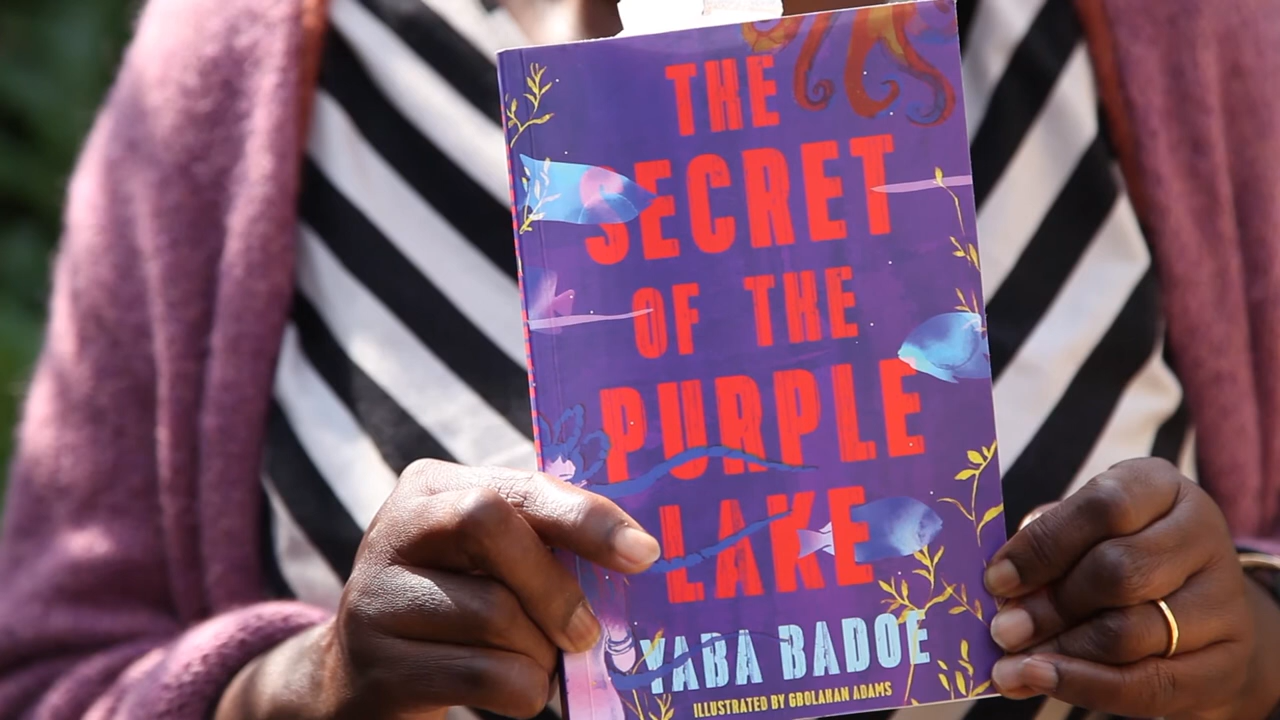 THE
SECRET
OF THE
PURPLE
LAKE
YABA BADOE
ILLUSTRATED BY GBOLAHAN ADAMS